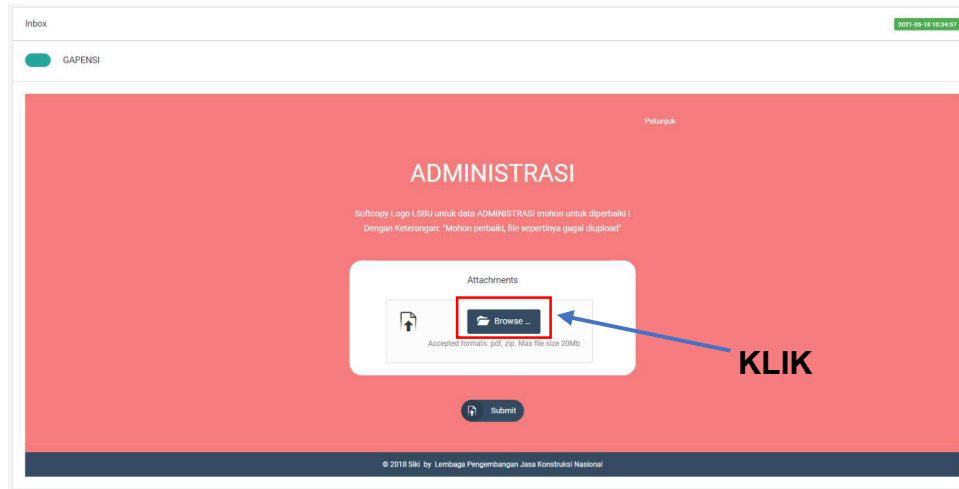 Inbox
2021-05-18 10:34:57
GAPENSI
Petunjuk
ADMINISTRASI
Softcopy Logo LSBU untuk data ADMINISTRASI mohon untuk diperbaiki !
Dengan Keterangan: "Mohon perbaiki, file sepertinya gagal diupload"
Attachments
Browse ...
Accepted formats: pdf, zip. Max file size 20Mb
KLIK
Submit
© 2018 Siki by Lembaga Pengembangan Jasa Konstruksi Nasional